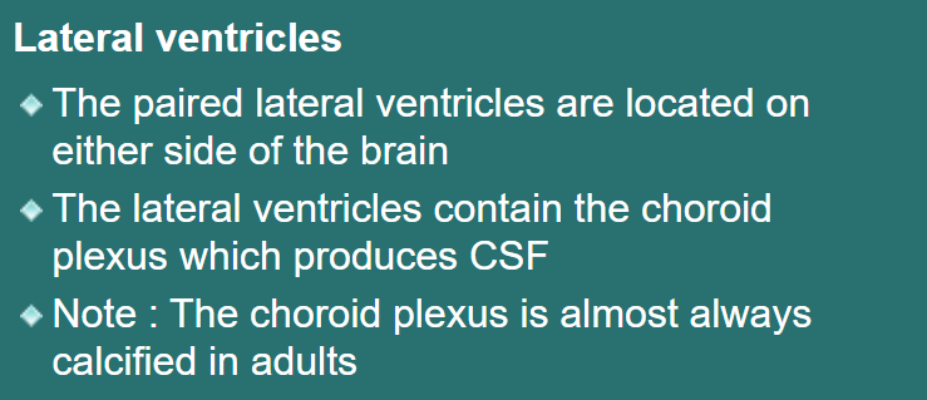 Lateral ventricles
The paired lateral ventricles are located on
either side of the brain
The lateral ventricles contain the choroid
plexus which produces CSF
Note : The choroid plexus is almost always
calcified in adults